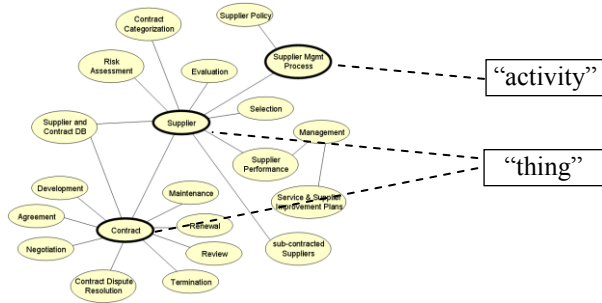 Supplier Policy
Contract
Categorization
Supplier Mgmt
Process
Risk
Assessment
Evaluation
“activity”
Selection
Supplier and
Contract DB
Supplier
Management
Supplier
Performance
“thing”
Development
Maintenance
Service & Supplier
Improvement Plans
Agreement
Contract
Renewal
Negotiation
Review
sub-contracted
Suppliers
Contract Dispute
Resolution
Termination